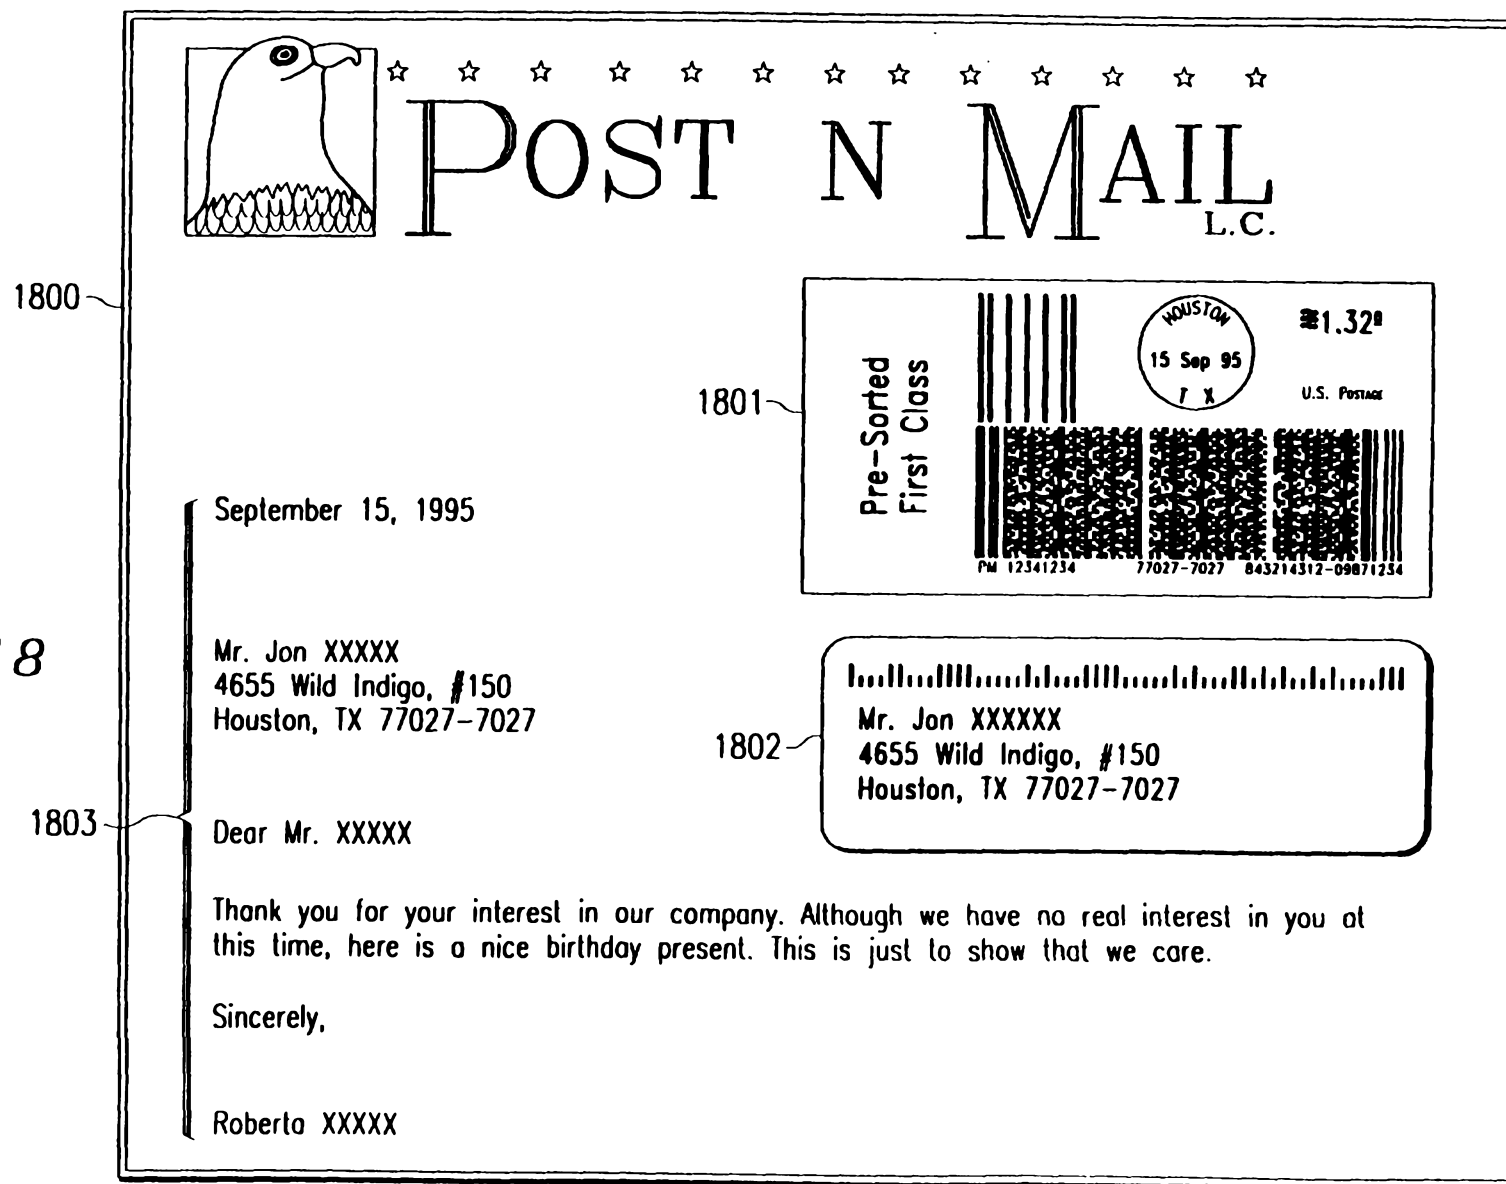 POST N MAIL
L.C.
1800
HOUSTON
15 Sep 95
T X
1.32
U.S. POSTAGE
1801
Pre-Sorted
First Class
PM 12341234 77027-7027 843214312-09871234
September 15, 1995
8
Mr. Jon XXXXX
4655 Wild Indigo, #150
Houston, TX 77027-7027
1802
Mr. Jon XXXXXX
4655 Wild Indigo, #150
Houston, TX 77027-7027
1803
Dear Mr. XXXXX
Thank you for your interest in our company. Although we have no real interest in you at
this time, here is a nice birthday present. This is just to show that we care.
Sincerely,
Roberta XXXXX